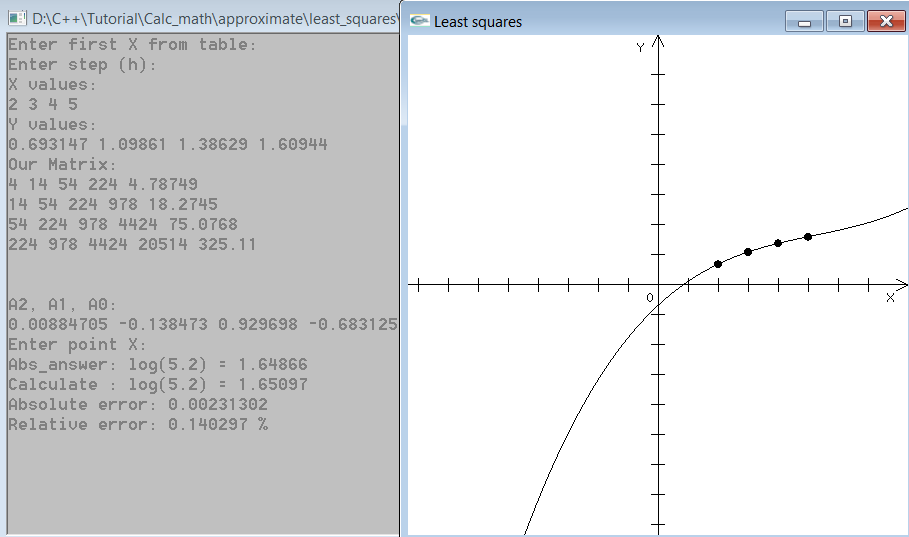 D:\C++\Tutorial\Calc_math\approximate\least_squares\
Enter first X from table:
Enter step (h):
X values:
2 3 4 5
Y values:
0.693147 1.09861 1.38629 1.60944
Our Matrix:
4 14 54 224 4.78749
14 54 224 978 18.2745
54 224 978 4424 75.0768
224 978 4424 20514 325.11
A2, A1, A0:
0.00884705 -0.138473 0.929698 -0.683125
Enter point X:
Abs_answer: log(5.2) = 1.64866
Calculate : log(5.2) = 1.65097
Absolute error: 0.00231302
Relative error: 0.140297 %
Least squares
Y
0
X